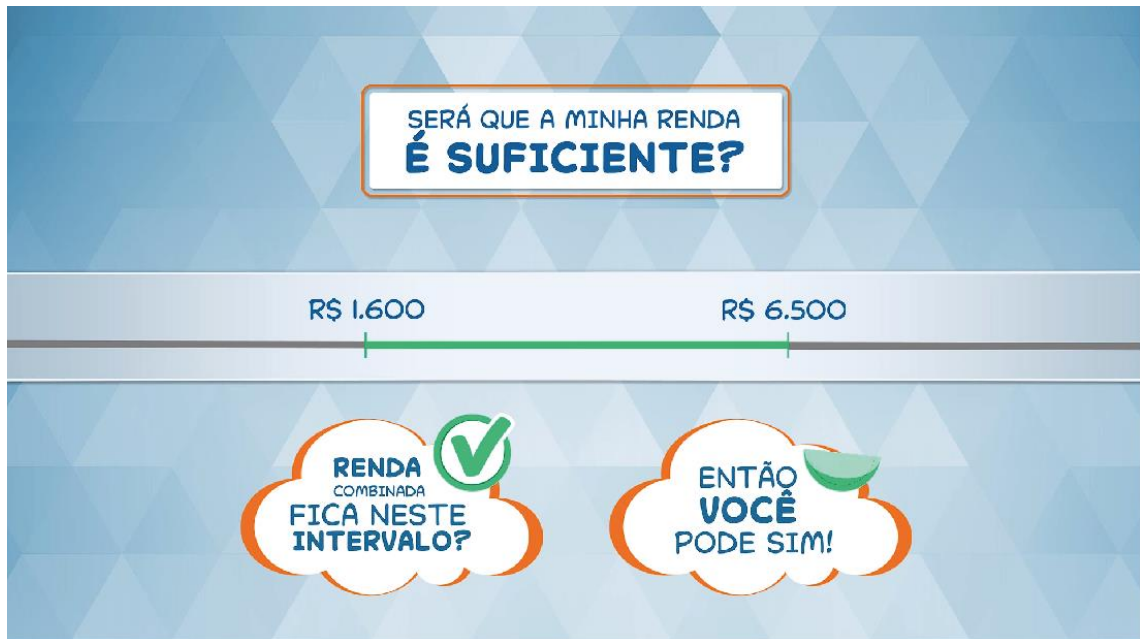 SERÁ QUE A MINHA RENDA
É SUFICIENTE?
R$ 1.600
R$ 6.500
RENDA
COMBINADA
FICA NESTE
INTERVALO?
ENTÃO
VOCÊ
PODE SIM!